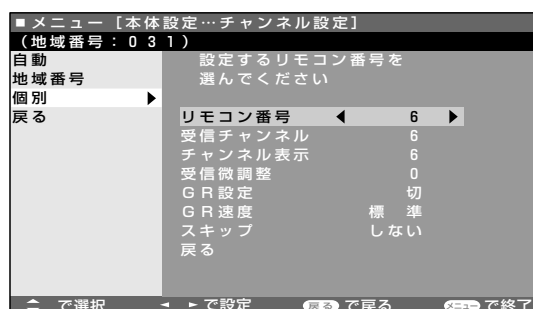 ■メニュー [本体設定…チャンネル設定]
(地域番号：031)
自動
地域番号
個別 ▶
戻る
設定するリモコン番号を
選んでください
リモコン番号 ◀ 6 ▶
受信チャンネル 6
チャンネル表示 6
受信微調整 0
GR設定 切
GR速度 標 準
スキップ しない
戻る
で選択 ◄ ► で設定 戻る で戻る メニュー で終了